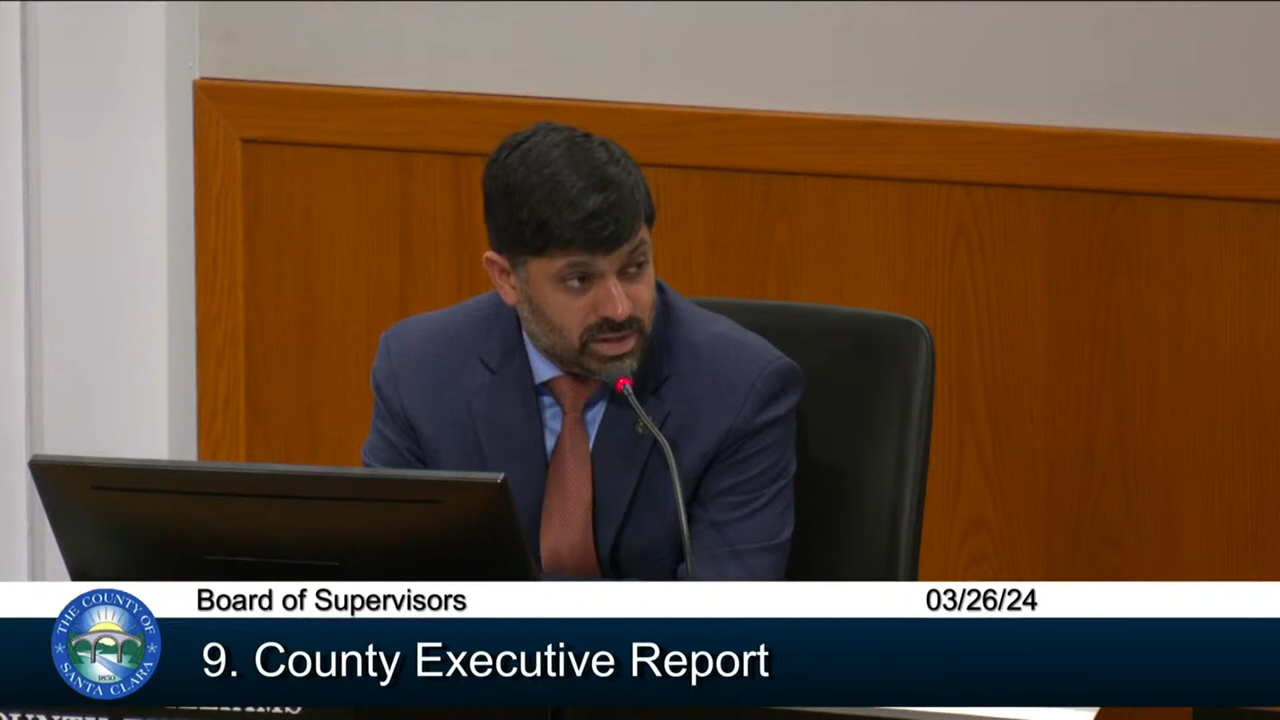 Board of Supervisors
03/26/24
9. County Executive Report
THE COUNTY OF
SANTA CLARA
1850